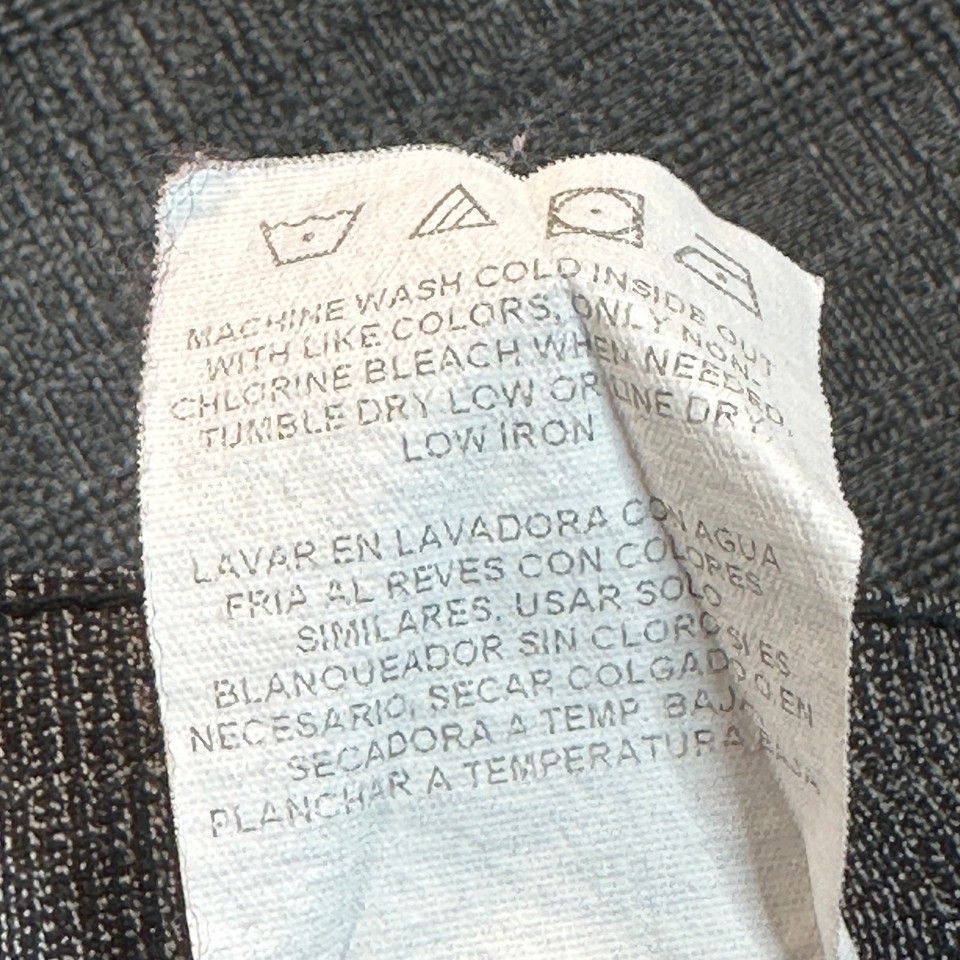 MACHINE WASH COLD INSIDE OUT
WITH LIKE COLORS, ONLY NON-
CHLORINE BLEACH WHEN NEEDED,
TUMBLE DRY LOW OR LINE DRY,
LOW IRON
LAVAR EN LAVADORA CON AGUA
FRIA AL REVES CON COLORES
SIMILARES, USAR SOLO
BLANQUEADOR SIN CLORO SI ES
NECESARIO, SECAR COLGADO O EN
SECADORA A TEMP. BAJA,
PLANCHAR A TEMPERATURA BAJA